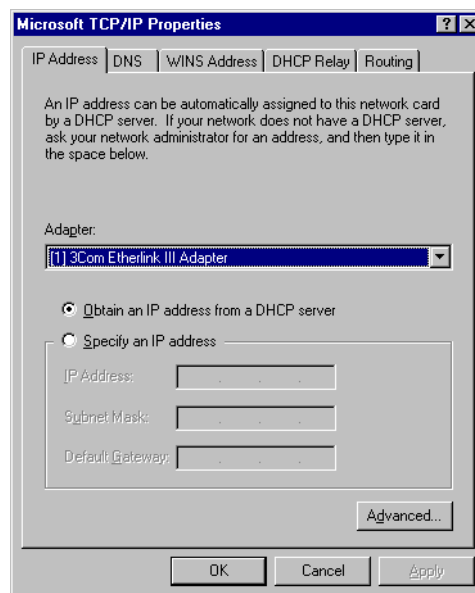 Microsoft TCP/IP Properties
IP Address DNS WINS Address DHCP Relay Routing
An IP address can be automatically assigned to this network card
by a DHCP server. If your network does not have a DHCP server,
ask your network administrator for an address, and then type it in
the space below.
Adapter:
[1] 3Com Etherlink III Adapter
Obtain an IP address from a DHCP server
Specify an IP address
IP Address:
Subnet Mask:
Default Gateway:
Advanced...
OK Cancel Apply